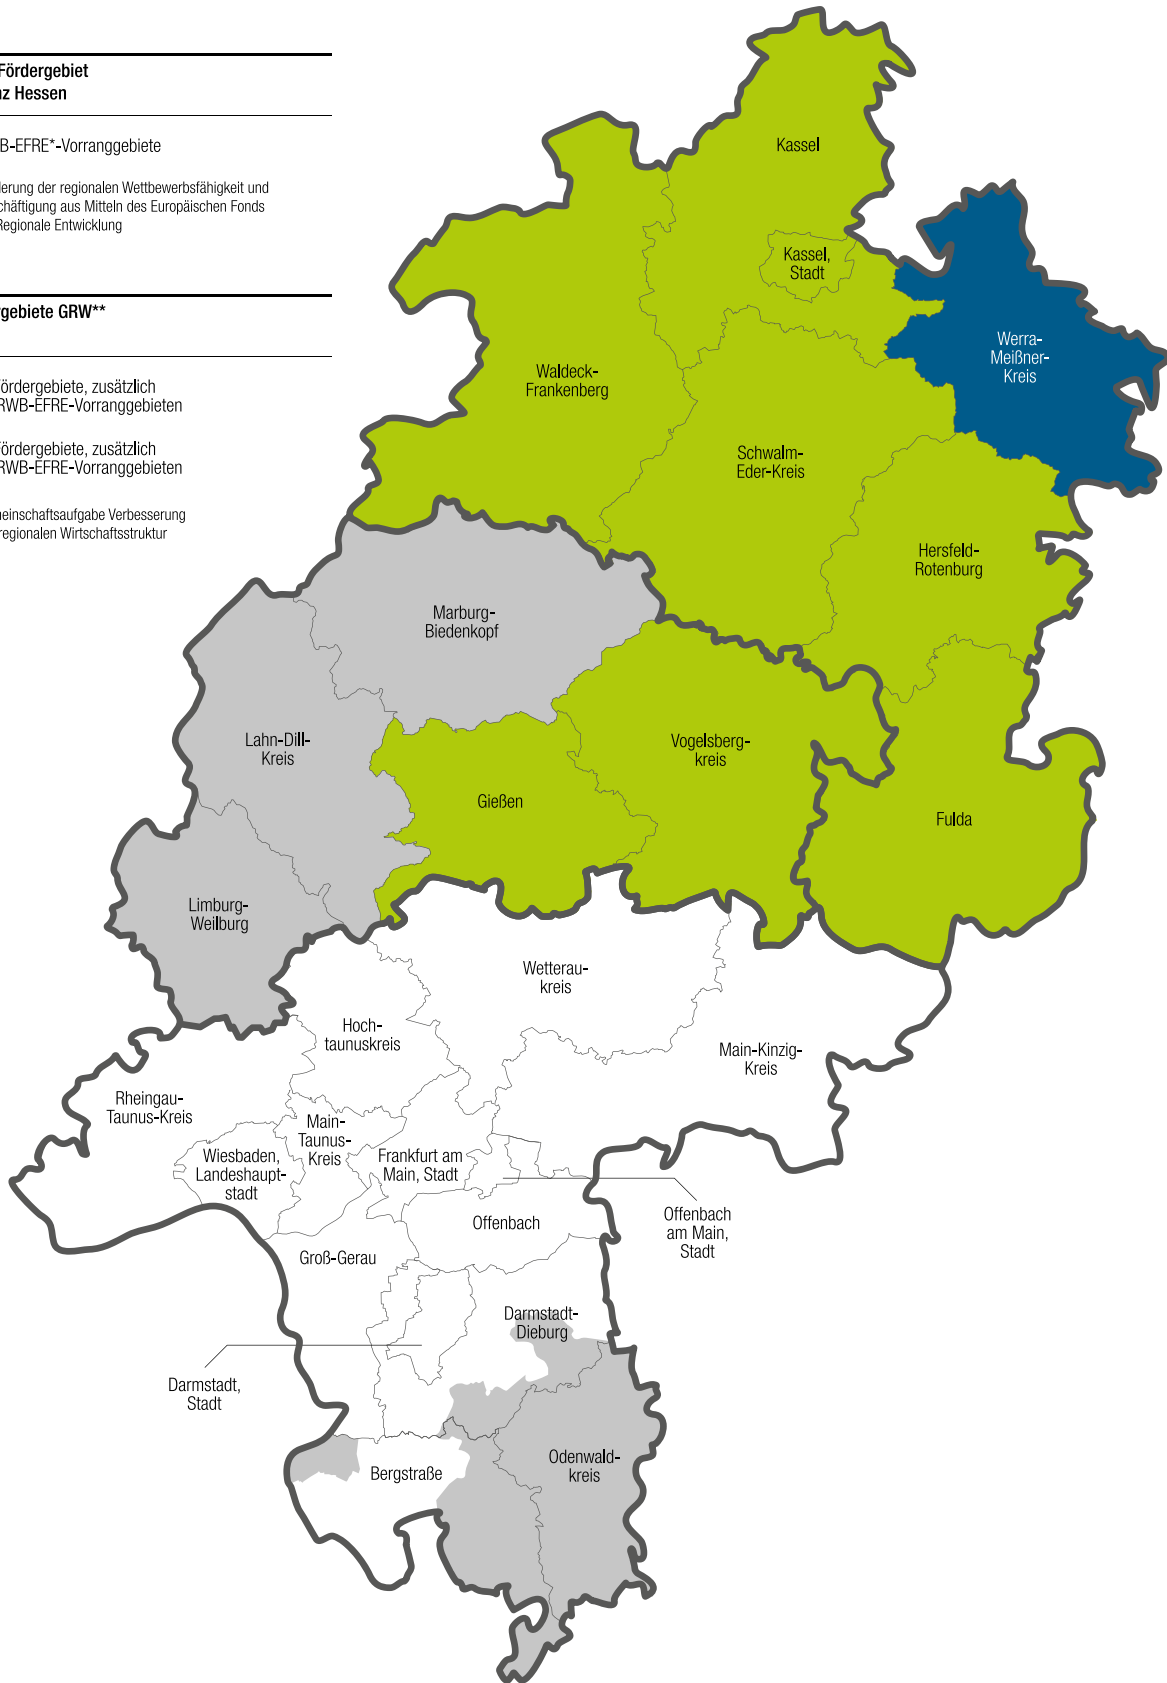 Fördergebiet
nz Hessen
B-EFRE*-Vorranggebiete
derung der regionalen Wettbewerbsfähigkeit und
chäftigung aus Mitteln des Europäischen Fonds
Regionale Entwicklung
gebiete GRW**
ördergebiete, zusätzlich
RWB-EFRE-Vorranggebieten
ördergebiete, zusätzlich
RWB-EFRE-Vorranggebieten
neinschaftsaufgabe Verbesserung
regionalen Wirtschaftsstruktur
Kassel
Kassel,
Stadt
Werra-
Meißner-
Kreis
Waldeck-
Frankenberg
Schwalm-
Eder-Kreis
Hersfeld-
Rotenburg
Marburg-
Biedenkopf
Lahn-Dill-
Kreis
Vogelsberg-
kreis
Gießen
Fulda
Limburg-
Weilburg
Wetterau-
kreis
Hoch-
taunuskreis
Main-Kinzig-
Kreis
Rheingau-
Taunus-Kreis
Main-
Taunus-
Kreis
Wiesbaden,
Landeshaupt-
stadt
Frankfurt am
Main, Stadt
Offenbach
am Main,
Stadt
Offenbach
Groß-Gerau
Darmstadt-
Dieburg
Darmstadt,
Stadt
Odenwald-
kreis
Bergstraße